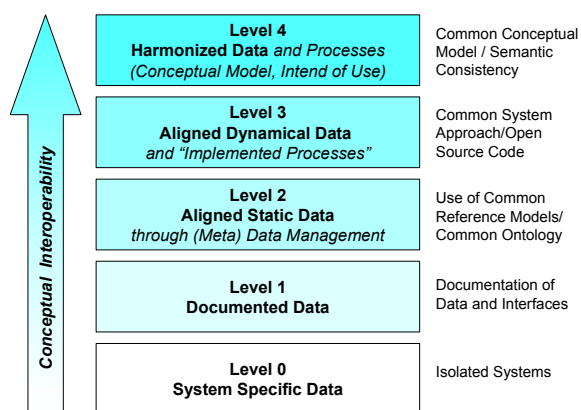 Level 4
Harmonized Data and Processes
(Conceptual Model, Intend of Use)
Common Conceptual
Model / Semantic
Consistency
Level 3
Aligned Dynamical Data
and “Implemented Processes”
Common System
Approach/Open
Source Code
Level 2
Aligned Static Data
through (Meta) Data Management
Use of Common
Reference Models/
Common Ontology
Level 1
Documented Data
Documentation of
Data and Interfaces
Level 0
System Specific Data
Isolated Systems
Conceptual Interoperability